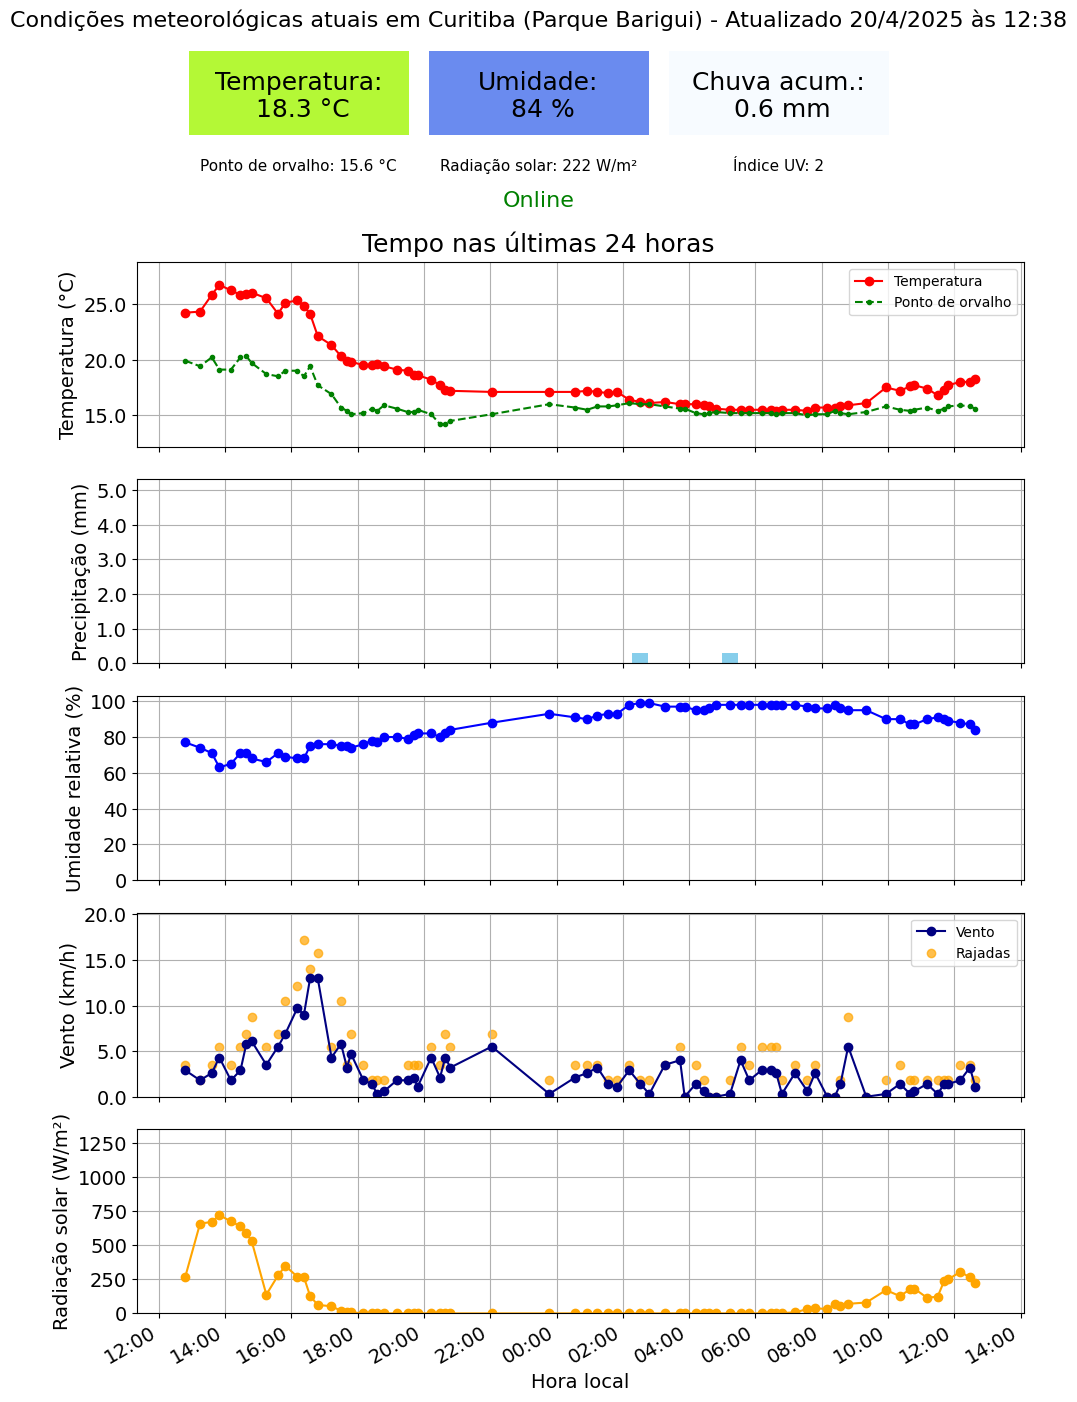 Condições meteorológicas atuais em Curitiba (Parque Barigui) - Atualizado 20/4/2025 às 12:38
Temperatura:
18.3 °C
Umidade:
84 %
Chuva acum.:
0.6 mm
Ponto de orvalho: 15.6 °C
Radiação solar: 222 W/m²
Índice UV: 2
Online
Tempo nas últimas 24 horas
Temperatura (°C)
25.0
20.0
15.0
Temperatura
Ponto de orvalho
Precipitação (mm)
5.0
4.0
3.0
2.0
1.0
0.0
Umidade relativa (%)
100
80
60
40
20
0
Vento (km/h)
20.0
15.0
10.0
5.0
0.0
Vento
Rajadas
Radiação solar (W/m²)
1250
1000
750
500
250
0
12:00
14:00
16:00
18:00
20:00
22:00
00:00
02:00
04:00
06:00
08:00
10:00
12:00
14:00
Hora local